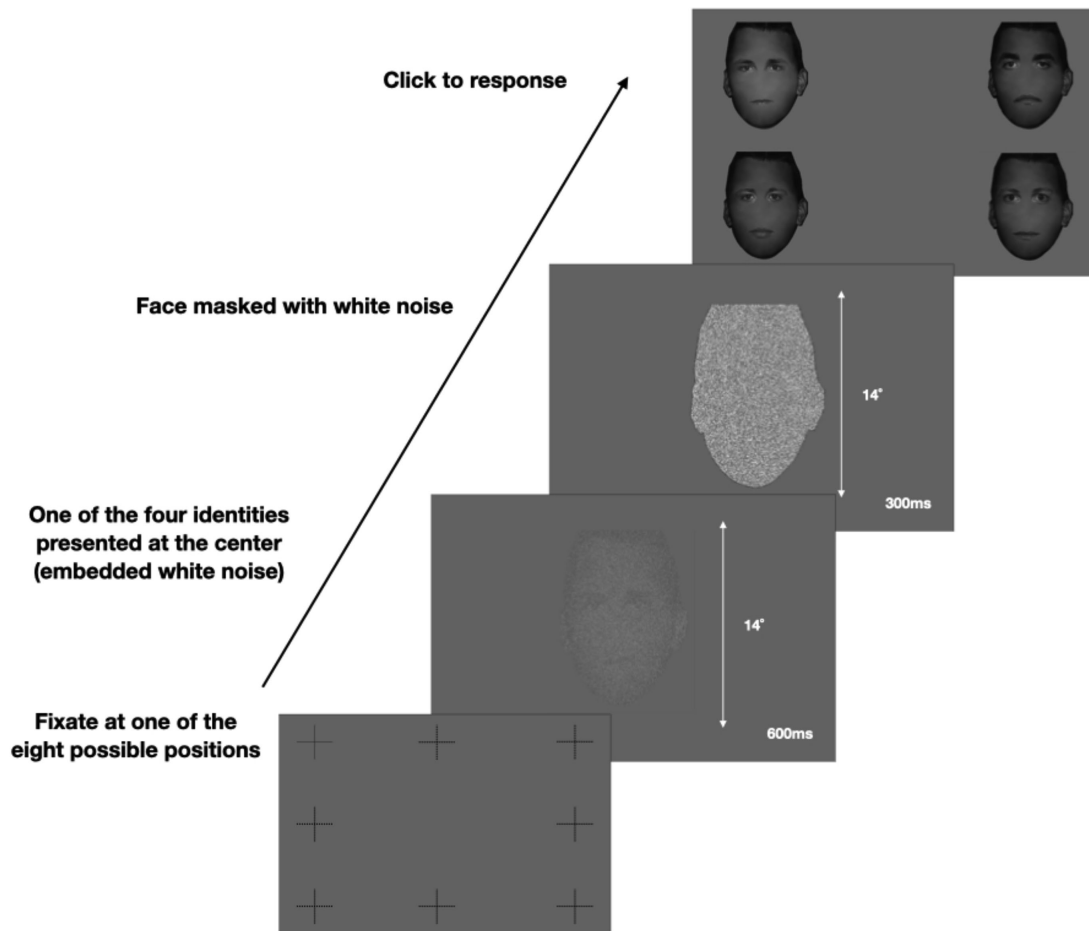 Click to response
Face masked with white noise
14°
300ms
One of the four identities
presented at the center
(embedded white noise)
14°
600ms
Fixate at one of the
eight possible positions